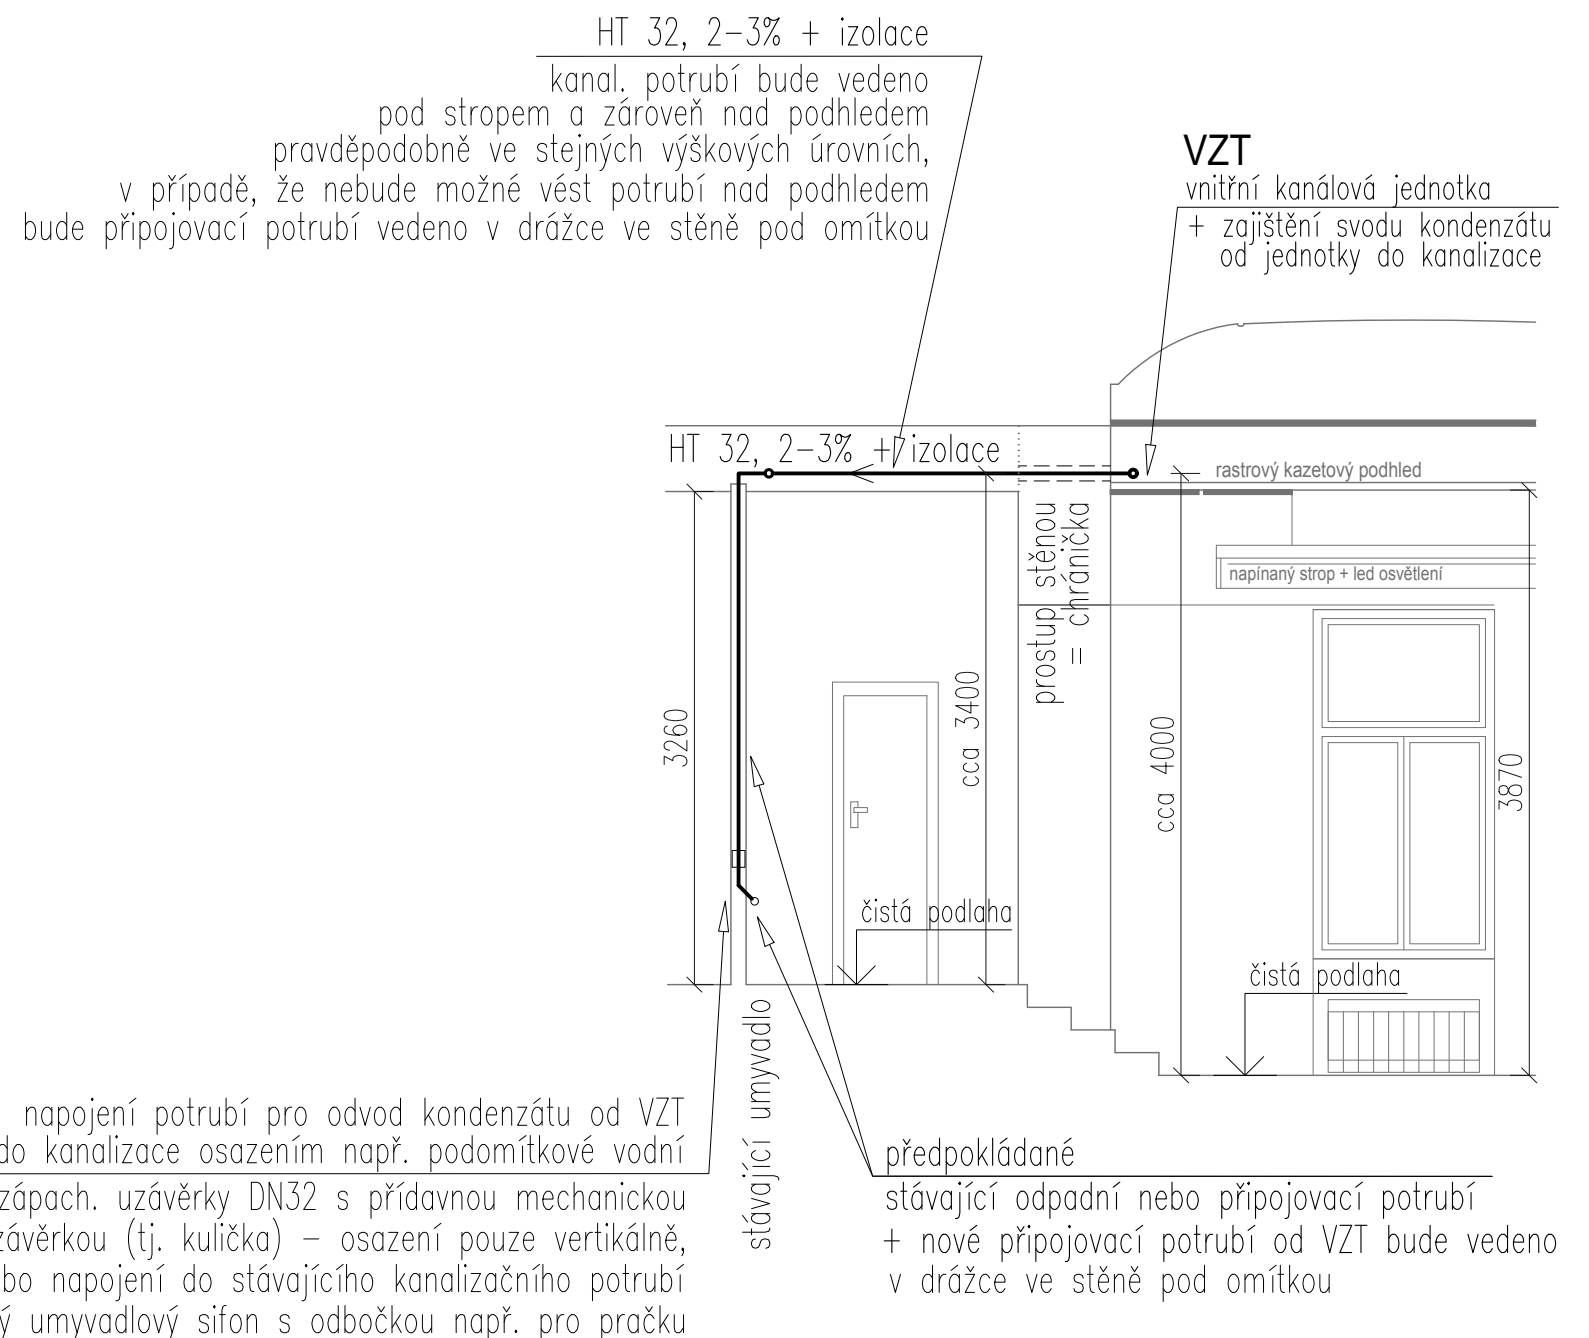 HT 32, 2-3% + izolace
kanal. potrubí bude vedeno
pod stropem a zároveň nad podhledem
pravděpodobně ve stejných výškových úrovních,
v případě, že nebude možné vést potrubí nad podhledem
bude připojovací potrubí vedeno v drážce ve stěně pod omítkou
VZT
vnitřní kanálová jednotka
+ zajištění svodu kondenzátu
od jednotky do kanalizace
HT 32, 2-3% + izolace
rastrový kazetový podhled
napínaný strop + led osvětlení
prostup stěnou
= chránička
3260
cca 3400
cca 4000
3870
čistá podlaha
čistá podlaha
stávající umyvadlo
napojení potrubí pro odvod kondenzátu od VZT
do kanalizace osazením např. podomítkové vodní
zápach. uzávěrky DN32 s přídavnou mechanickou
(tj. kulička) – osazení pouze vertikálně,
napojení do stávajícího kanalizačního potrubí
umyvadlový sifon s odbočkou např. pro pračku
předpokládané
stávající odpadní nebo připojovací potrubí
+ nové připojovací potrubí od VZT bude vedeno
v drážce ve stěně pod omítkou